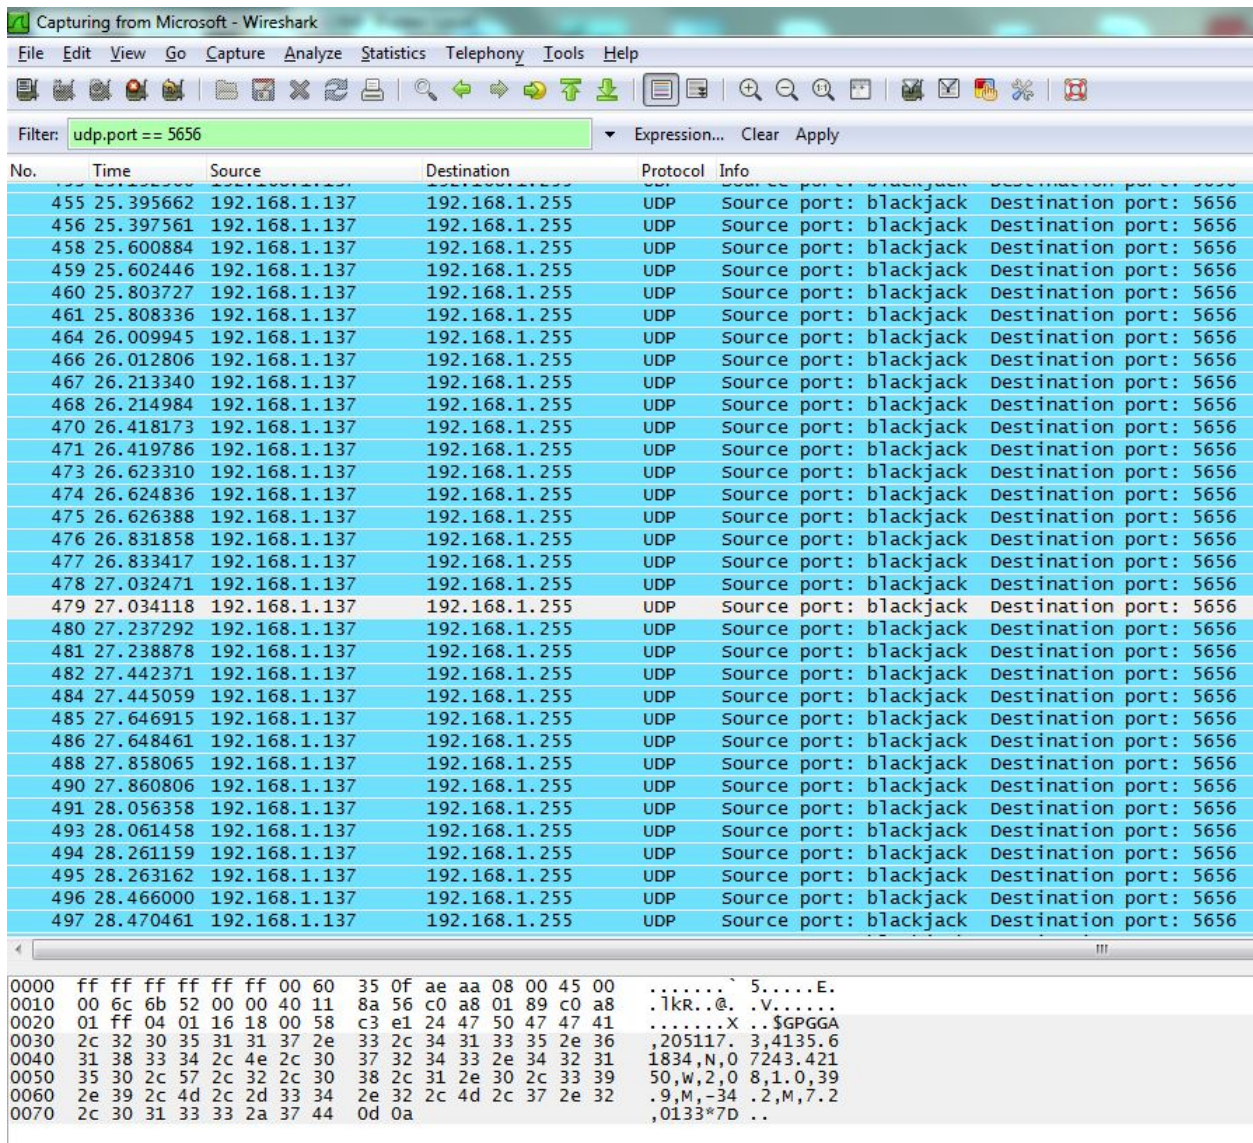 Capturing from Microsoft - Wireshark
File Edit View Go Capture Analyze Statistics Telephony Tools Help
Filter: udp.port == 5656 Expression... Clear Apply
No. Time Source Destination Protocol Info
455 25.395662 192.168.1.137 192.168.1.255 UDP Source port: blackjack Destination port: 5656
456 25.397561 192.168.1.137 192.168.1.255 UDP Source port: blackjack Destination port: 5656
458 25.600884 192.168.1.137 192.168.1.255 UDP Source port: blackjack Destination port: 5656
459 25.602446 192.168.1.137 192.168.1.255 UDP Source port: blackjack Destination port: 5656
460 25.803727 192.168.1.137 192.168.1.255 UDP Source port: blackjack Destination port: 5656
461 25.808336 192.168.1.137 192.168.1.255 UDP Source port: blackjack Destination port: 5656
464 26.009945 192.168.1.137 192.168.1.255 UDP Source port: blackjack Destination port: 5656
466 26.012806 192.168.1.137 192.168.1.255 UDP Source port: blackjack Destination port: 5656
467 26.213340 192.168.1.137 192.168.1.255 UDP Source port: blackjack Destination port: 5656
468 26.214984 192.168.1.137 192.168.1.255 UDP Source port: blackjack Destination port: 5656
470 26.418173 192.168.1.137 192.168.1.255 UDP Source port: blackjack Destination port: 5656
471 26.419786 192.168.1.137 192.168.1.255 UDP Source port: blackjack Destination port: 5656
473 26.623310 192.168.1.137 192.168.1.255 UDP Source port: blackjack Destination port: 5656
474 26.624836 192.168.1.137 192.168.1.255 UDP Source port: blackjack Destination port: 5656
475 26.626388 192.168.1.137 192.168.1.255 UDP Source port: blackjack Destination port: 5656
476 26.831858 192.168.1.137 192.168.1.255 UDP Source port: blackjack Destination port: 5656
477 26.833417 192.168.1.137 192.168.1.255 UDP Source port: blackjack Destination port: 5656
478 27.032471 192.168.1.137 192.168.1.255 UDP Source port: blackjack Destination port: 5656
479 27.034118 192.168.1.137 192.168.1.255 UDP Source port: blackjack Destination port: 5656
480 27.237292 192.168.1.137 192.168.1.255 UDP Source port: blackjack Destination port: 5656
481 27.238878 192.168.1.137 192.168.1.255 UDP Source port: blackjack Destination port: 5656
482 27.442371 192.168.1.137 192.168.1.255 UDP Source port: blackjack Destination port: 5656
484 27.445059 192.168.1.137 192.168.1.255 UDP Source port: blackjack Destination port: 5656
485 27.646915 192.168.1.137 192.168.1.255 UDP Source port: blackjack Destination port: 5656
486 27.648461 192.168.1.137 192.168.1.255 UDP Source port: blackjack Destination port: 5656
488 27.858065 192.168.1.137 192.168.1.255 UDP Source port: blackjack Destination port: 5656
490 27.860806 192.168.1.137 192.168.1.255 UDP Source port: blackjack Destination port: 5656
491 28.056358 192.168.1.137 192.168.1.255 UDP Source port: blackjack Destination port: 5656
493 28.061458 192.168.1.137 192.168.1.255 UDP Source port: blackjack Destination port: 5656
494 28.261159 192.168.1.137 192.168.1.255 UDP Source port: blackjack Destination port: 5656
495 28.263162 192.168.1.137 192.168.1.255 UDP Source port: blackjack Destination port: 5656
496 28.466000 192.168.1.137 192.168.1.255 UDP Source port: blackjack Destination port: 5656
497 28.470461 192.168.1.137 192.168.1.255 UDP Source port: blackjack Destination port: 5656
0000 ff ff ff ff ff ff 00 60 35 0f ae aa 08 00 45 00 .......` 5.....E.
0010 00 6c 6b 52 00 00 40 11 8a 56 c0 a8 01 89 c0 a8 .lkR..@. .V......
0020 01 ff 04 01 16 18 00 58 c3 e1 24 47 50 47 47 41 .......X ..$GPGGA
0030 2c 32 30 35 31 31 37 2e 33 2c 34 31 33 35 2e 36 ,205117. 3,4135.6
0040 31 38 33 34 2c 4e 2c 30 37 32 34 33 2e 34 32 31 1834,N,0 7243.421
0050 35 30 2c 57 2c 32 2c 30 38 2c 31 2e 30 2c 33 39 50,W,2,0 8,1.0,39
0060 2e 39 2c 4d 2c 2d 33 34 2e 32 2c 4d 2c 37 2e 32 .9,M,-34 .2,M,7.2
0070 2c 30 31 33 33 2a 37 44 0d 0a ,0133*7D ..